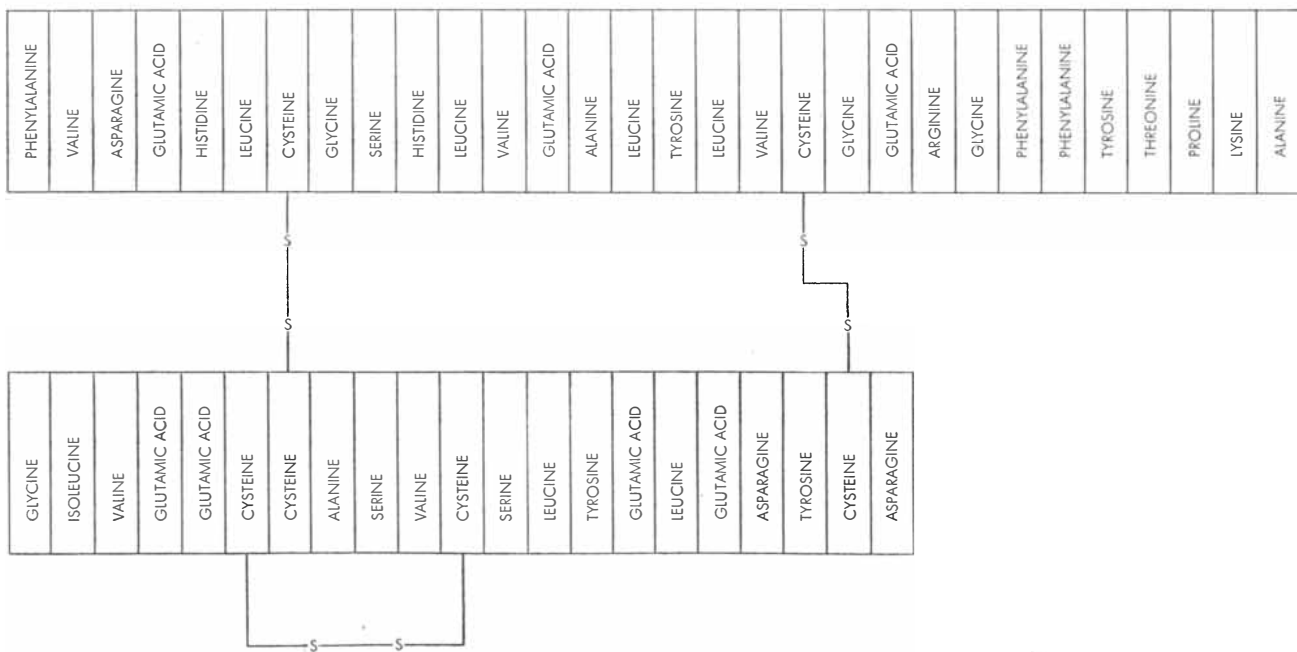 PHENYLALANINE
VALINE
ASPARAGINE
GLUTAMIC ACID
HISTIDINE
LEUCINE
CYSTEINE
GLYCINE
SERINE
HISTIDINE
LEUCINE
VALINE
GLUTAMIC ACID
ALANINE
LEUCINE
TYROSINE
LEUCINE
VALINE
CYSTEINE
GLYCINE
GLUTAMIC ACID
ARGININE
GLYCINE
PHENYLALANINE
PHENYLALANINE
TYROSINE
THREONINE
PROLINE
LYSINE
ALANINE
S
S
S
S
GLYCINE
ISOLEUCINE
VALINE
GLUTAMIC ACID
GLUTAMIC ACID
CYSTEINE
CYSTEINE
ALANINE
SERINE
VALINE
CYSTEINE
SERINE
LEUCINE
TYROSINE
GLUTAMIC ACID
LEUCINE
GLUTAMIC ACID
ASPARAGINE
TYROSINE
CYSTEINE
ASPARAGINE
S
S